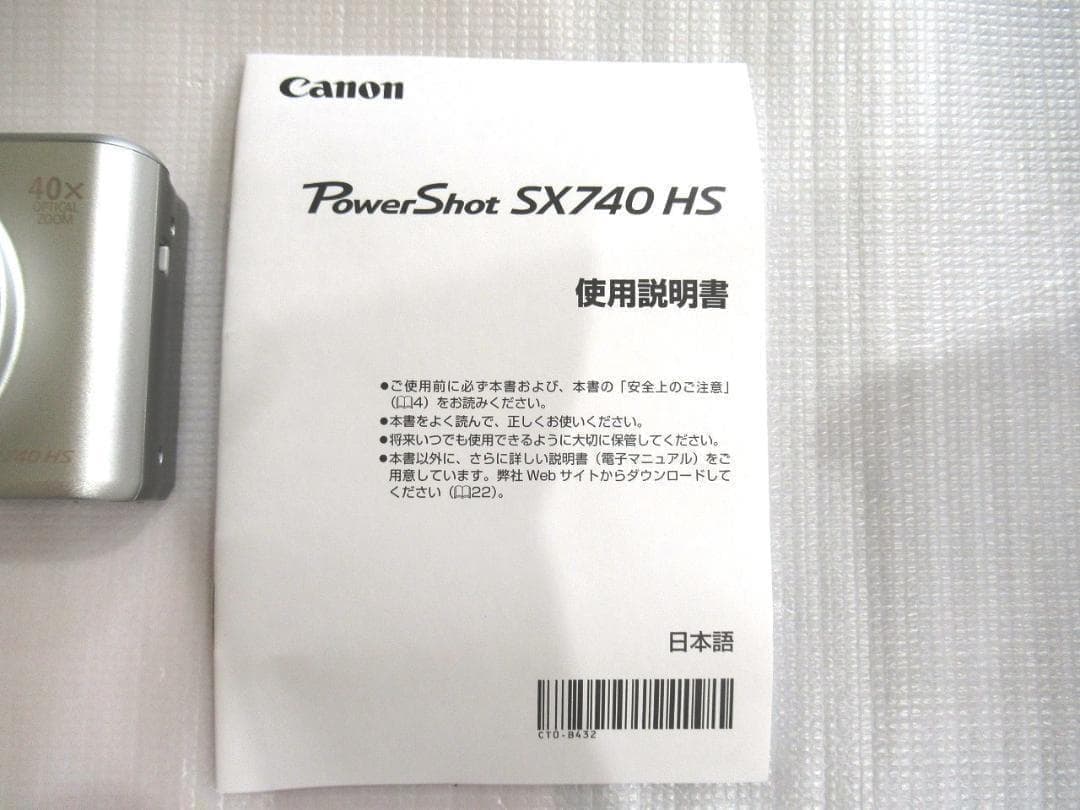 Canon
PowerShot SX740 HS
使用説明書
●ご使用前に必ず本書および、本書の「安全上のご注意」
（📖4）をお読みください。
●本書をよく読んで、正しくお使いください。
●将来いつでも使用できるように大切に保管してください。
●本書以外に、さらに詳しい説明書（電子マニュアル）をご
用意しています。弊社 Web サイトからダウンロードして
ください（📖22）。
日本語
CT0-B432
40×
OPTICAL
ZOOM
740 HS